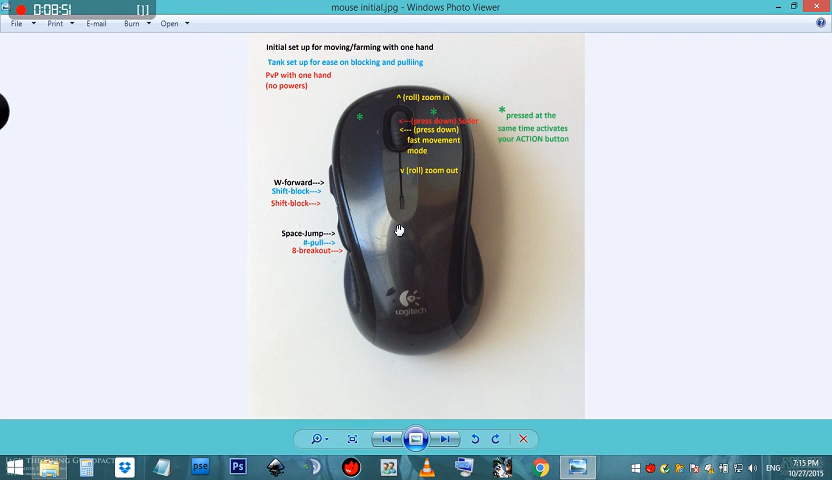 mouse initial.jpg - Windows Photo Viewer
0:08:51
File Print E-mail Burn Open
Initial set up for moving/farming with one hand
Tank set up for ease on blocking and pulliing
PvP with one hand
(no powers)
^ (roll) zoom in
* *
*pressed at the
same time activates
your ACTION button
<---(press down)
<--- (press down)
fast movement
mode
v (roll) zoom out
W-forward--->
Shift-block--->
Shift-block--->
Space-Jump--->
#-pull--->
8-breakout--->
Logitech
pse
Ps
ENG
7:15 PM
10/27/2015